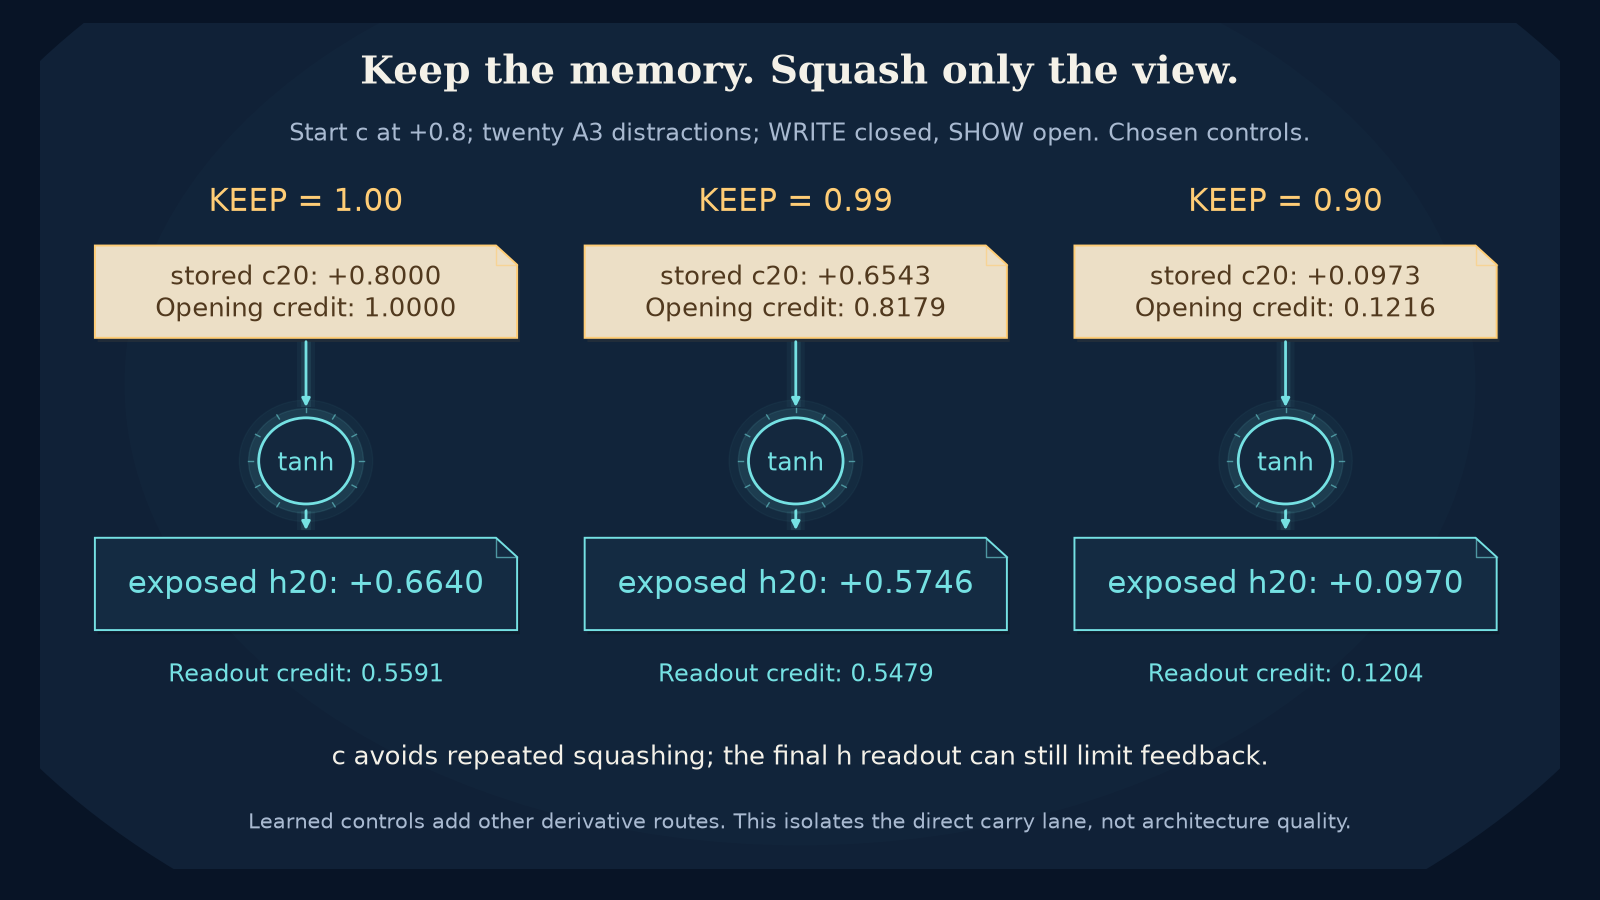 Keep the memory. Squash only the view.
Start c at +0.8; twenty A3 distractions; WRITE closed, SHOW open. Chosen controls.
KEEP = 1.00
stored c20: +0.8000
Opening credit: 1.0000
tanh
exposed h20: +0.6640
Readout credit: 0.5591
KEEP = 0.99
stored c20: +0.6543
Opening credit: 0.8179
tanh
exposed h20: +0.5746
Readout credit: 0.5479
KEEP = 0.90
stored c20: +0.0973
Opening credit: 0.1216
tanh
exposed h20: +0.0970
Readout credit: 0.1204
c avoids repeated squashing; the final h readout can still limit feedback.
Learned controls add other derivative routes. This isolates the direct carry lane, not architecture quality.